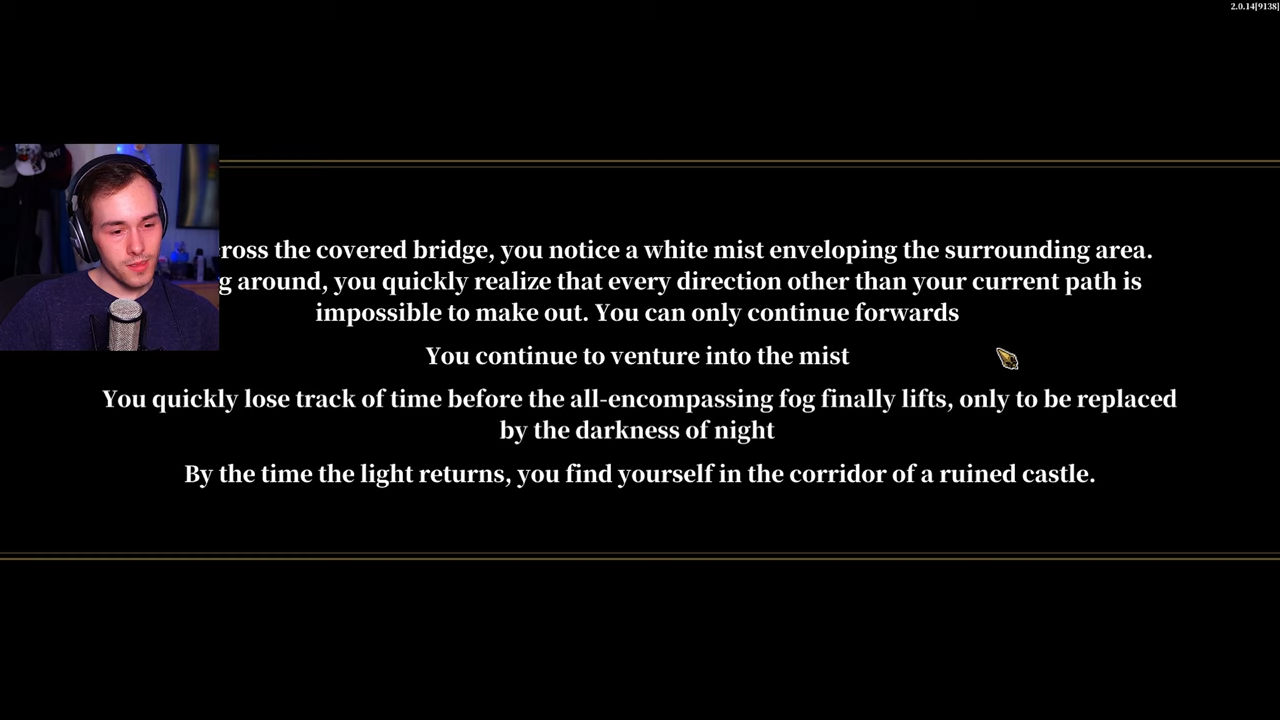 2.0.14[9138]
the covered bridge, you notice a white mist enveloping the surrounding area.
around, you quickly realize that every direction other than your current path is
impossible to make out. You can only continue forwards
You continue to venture into the mist
You quickly lose track of time before the all-encompassing fog finally lifts, only to be replaced
by the darkness of night
By the time the light returns, you find yourself in the corridor of a ruined castle.